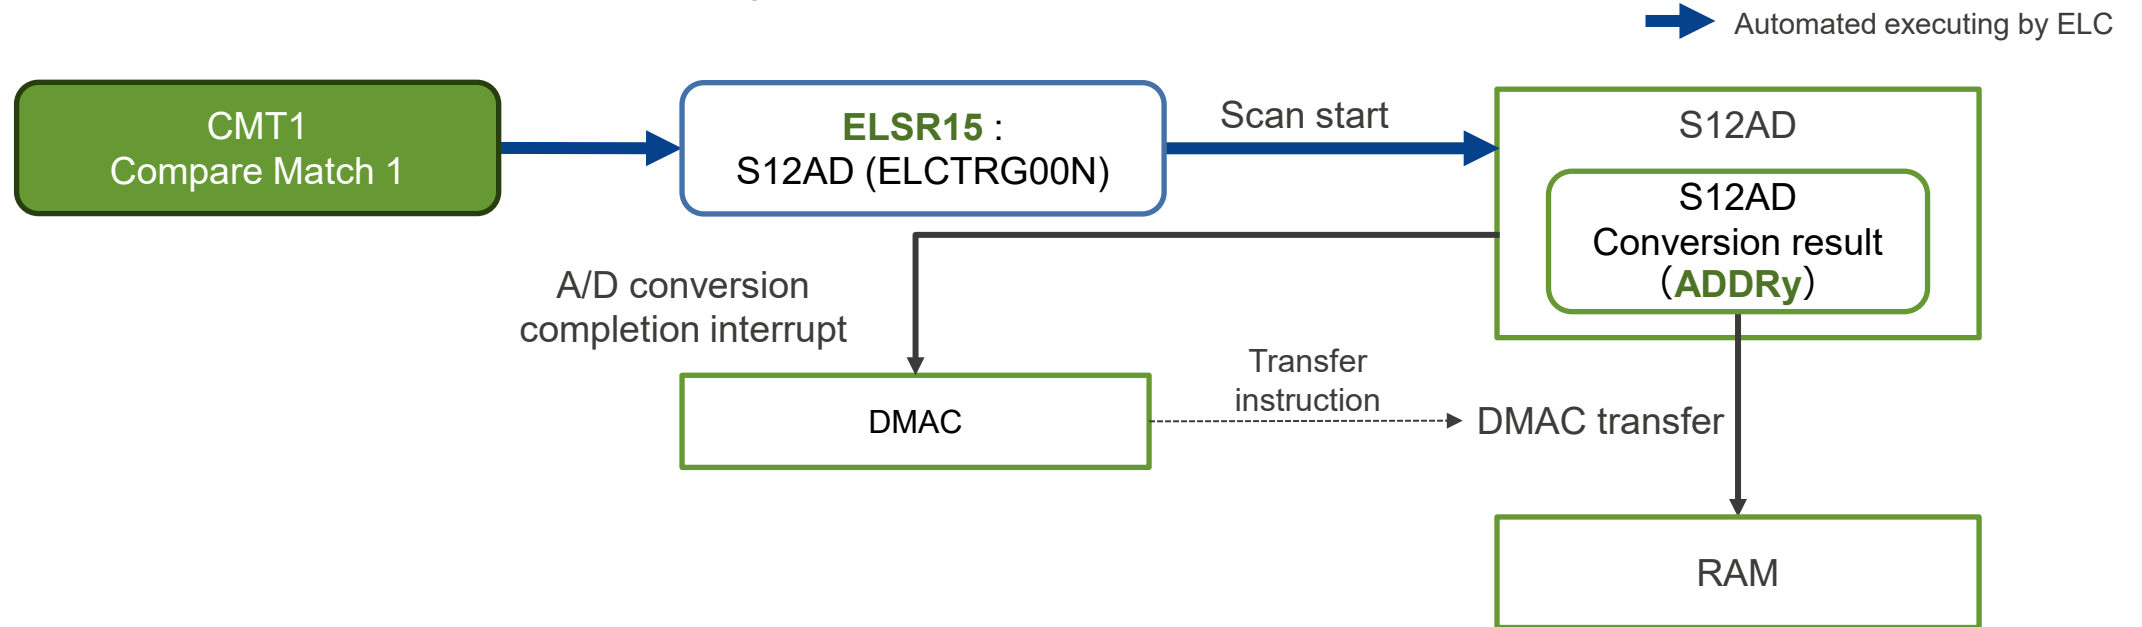 Automated executing by ELC
CMT1
Compare Match 1
ELSR15 :
S12AD (ELCTRG00N)
Scan start
S12AD
S12AD
Conversion result
(ADDRy)
A/D conversion
completion interrupt
DMAC
Transfer
instruction
DMAC transfer
RAM